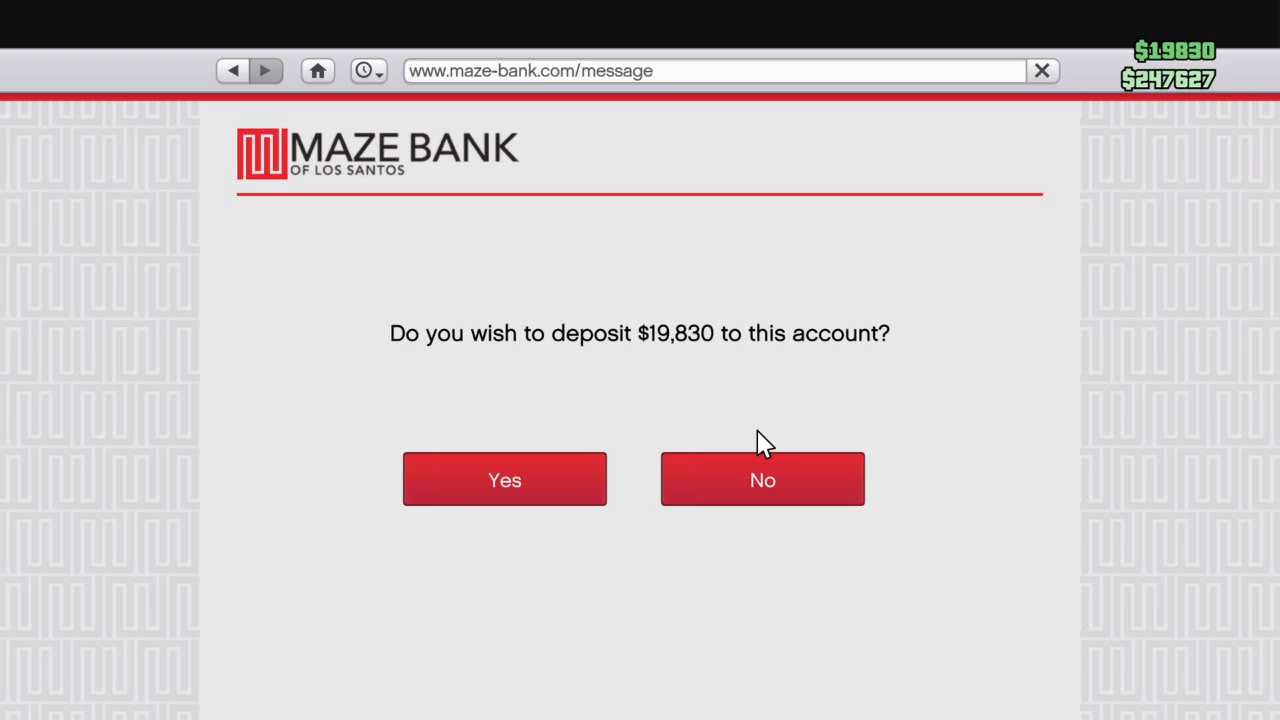 $19830
www.maze-bank.com/message
$247627
MAZE BANK
OF LOS SANTOS
Do you wish to deposit $19,830 to this account?
Yes
No